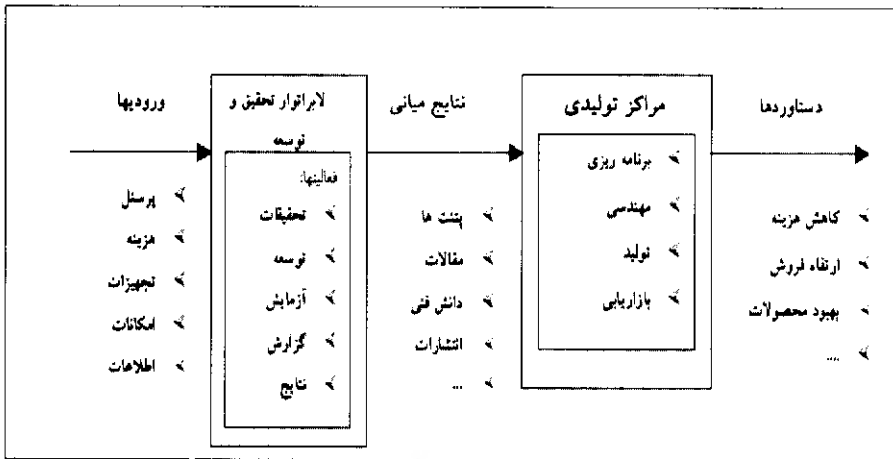 ورودیها
پرسنل
هزینه
تجهیزات
امکانات
اطلاعات
لابراتوار تحقیق و
توسعه
فعالیتها:
تحقیقات
توسعه
آزمایش
گزارش
نتایج
نتایج میانی
پتنت ها
مقالات
دانش فنی
انتشارات
...
مراکز تولیدی
برنامه ریزی
مهندسی
تولید
بازاریابی
دستاوردها
کاهش هزینه
ارتقاء فروش
بهبود محصولات
....